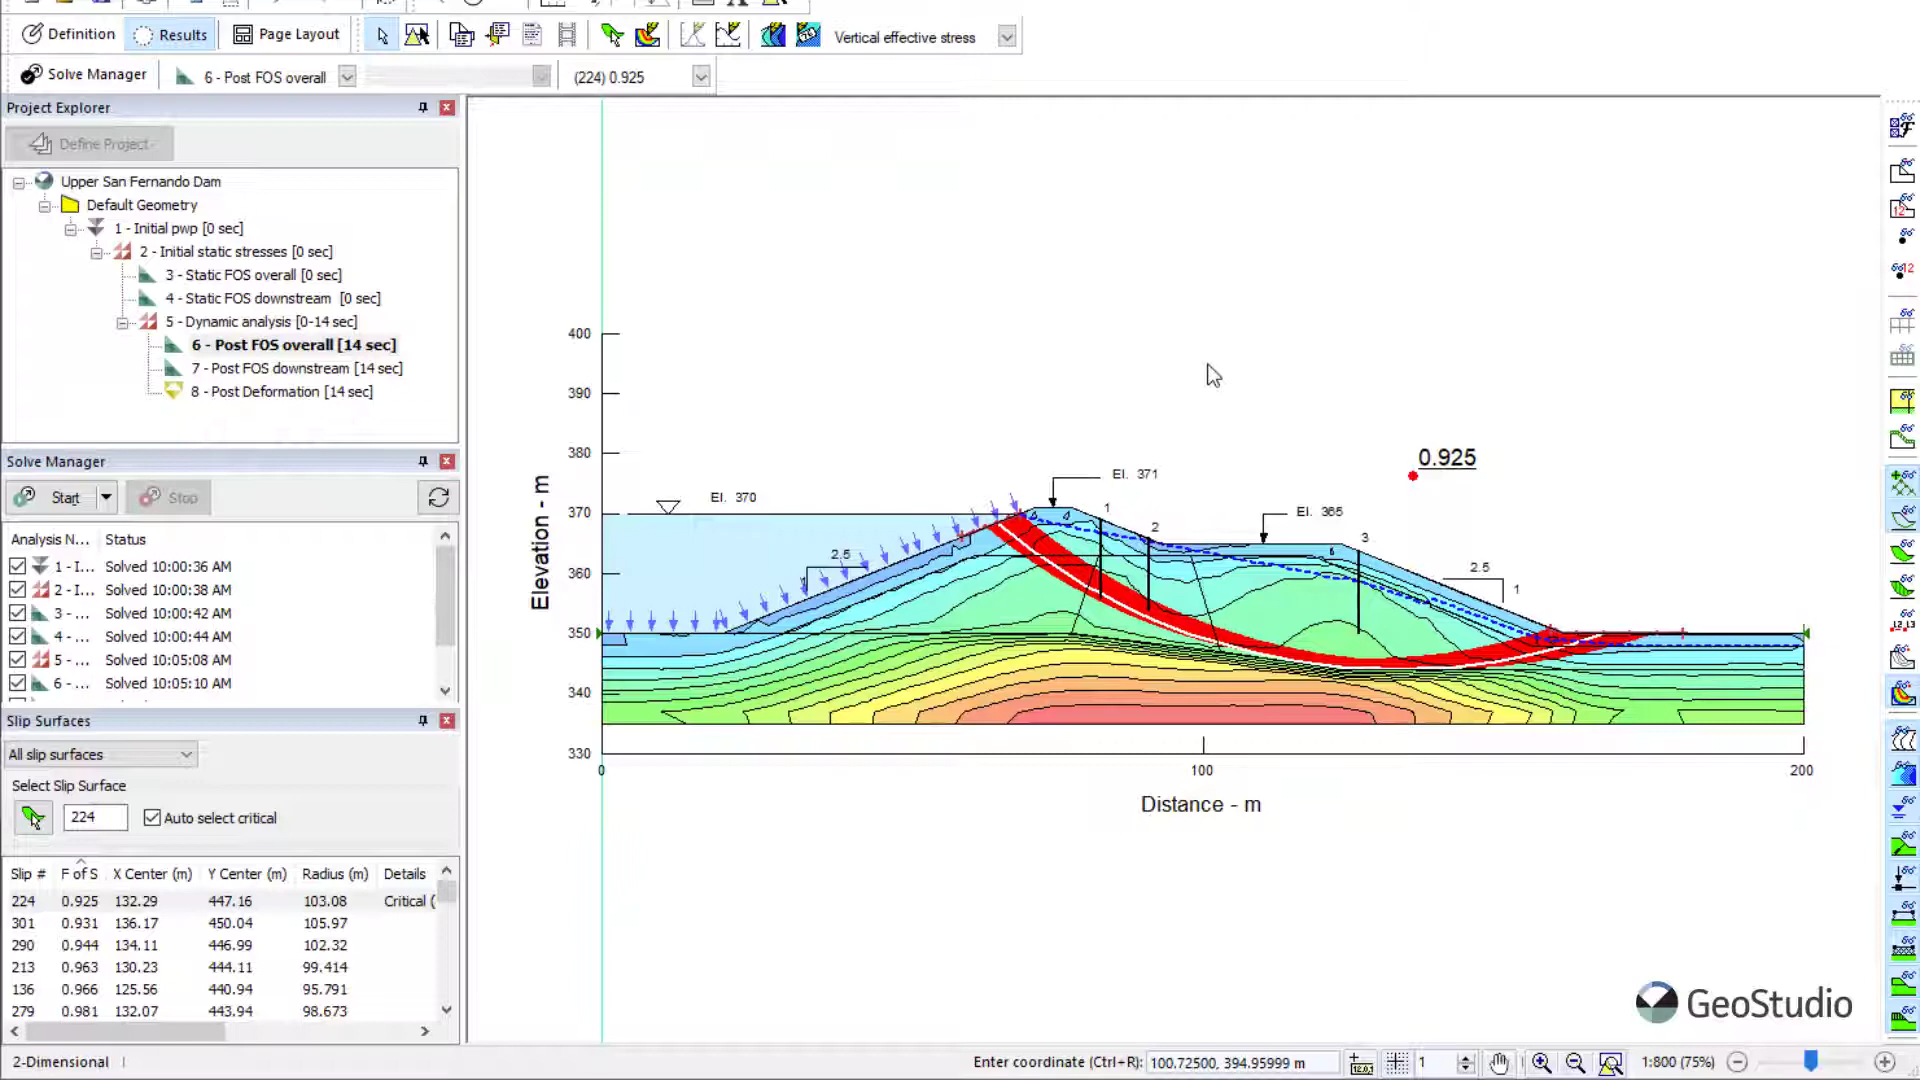 Definition Results Page Layout Vertical effective stress
Solve Manager 6 - Post FOS overall (224) 0.925
Project Explorer
Define Project
Upper San Fernando Dam
Default Geometry
1 - Initial pwp [0 sec]
2 - Initial static stresses [0 sec]
3 - Static FOS overall [0 sec]
4 - Static FOS downstream [0 sec]
5 - Dynamic analysis [0-14 sec]
6 - Post FOS overall [14 sec]
7 - Post FOS downstream [14 sec]
8 - Post Deformation [14 sec]
Solve Manager
Start Stop
Analysis N... Status
1 - I... Solved 10:00:36 AM
2 - I... Solved 10:00:38 AM
3 - ... Solved 10:00:42 AM
4 - ... Solved 10:00:44 AM
5 - ... Solved 10:05:08 AM
6 - ... Solved 10:05:10 AM
Slip Surfaces
All slip surfaces
Select Slip Surface
224 Auto select critical
Slip # F of S X Center (m) Y Center (m) Radius (m) Details
224 0.925 132.29 447.16 103.08 Critical (
301 0.931 136.17 450.04 105.97
290 0.944 134.11 446.99 102.32
213 0.963 130.23 444.11 99.414
136 0.966 125.56 440.94 95.791
279 0.981 132.07 443.94 98.673
400
390
380
370
360
350
340
330
Elevation - m
0 100 200
Distance - m
0.925
El. 370
El. 371
El. 365
2.5
1
1
2
3
2.5
1
GeoStudio
2-Dimensional Enter coordinate (Ctrl+R): 100.72500, 394.95999 m 1 1:800 (75%)